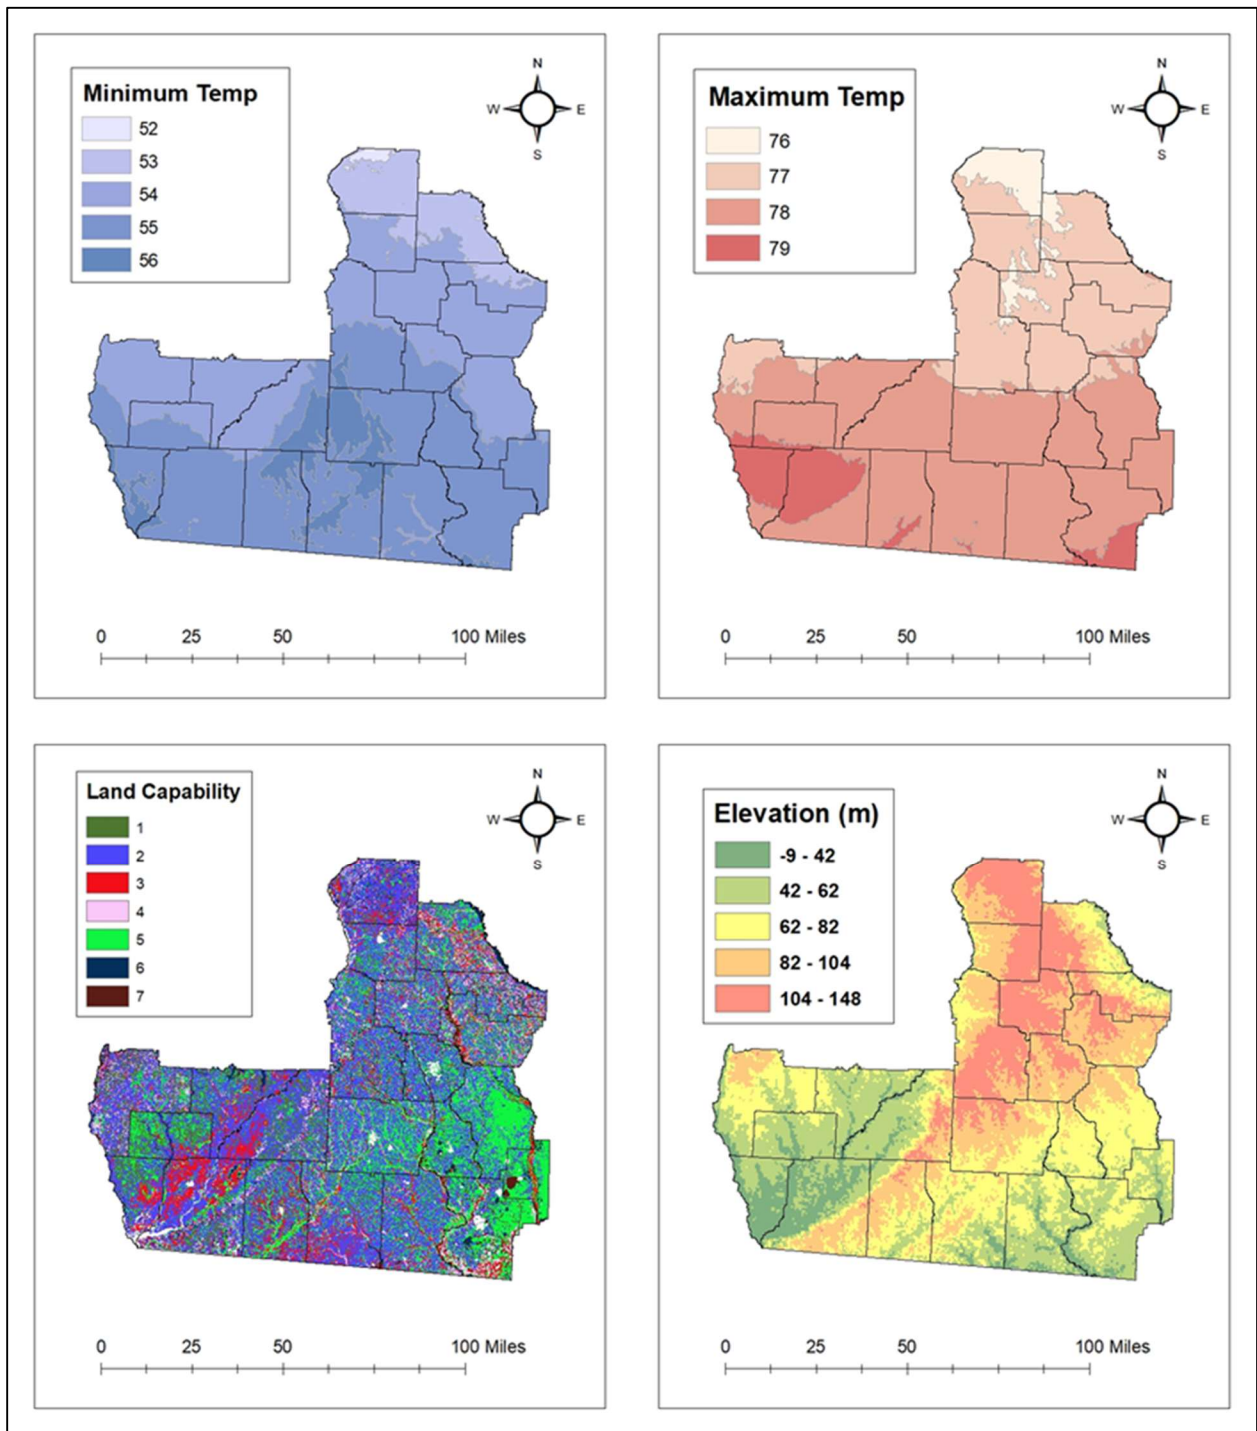 Minimum Temp
52
53
54
55
56
N
W E
S
0 25 50 100 Miles
Maximum Temp
76
77
78
79
N
W E
S
0 25 50 100 Miles
Land Capability
1
2
3
4
5
6
7
N
W E
S
0 25 50 100 Miles
Elevation (m)
-9 - 42
42 - 62
62 - 82
82 - 104
104 - 148
N
W E
S
0 25 50 100 Miles